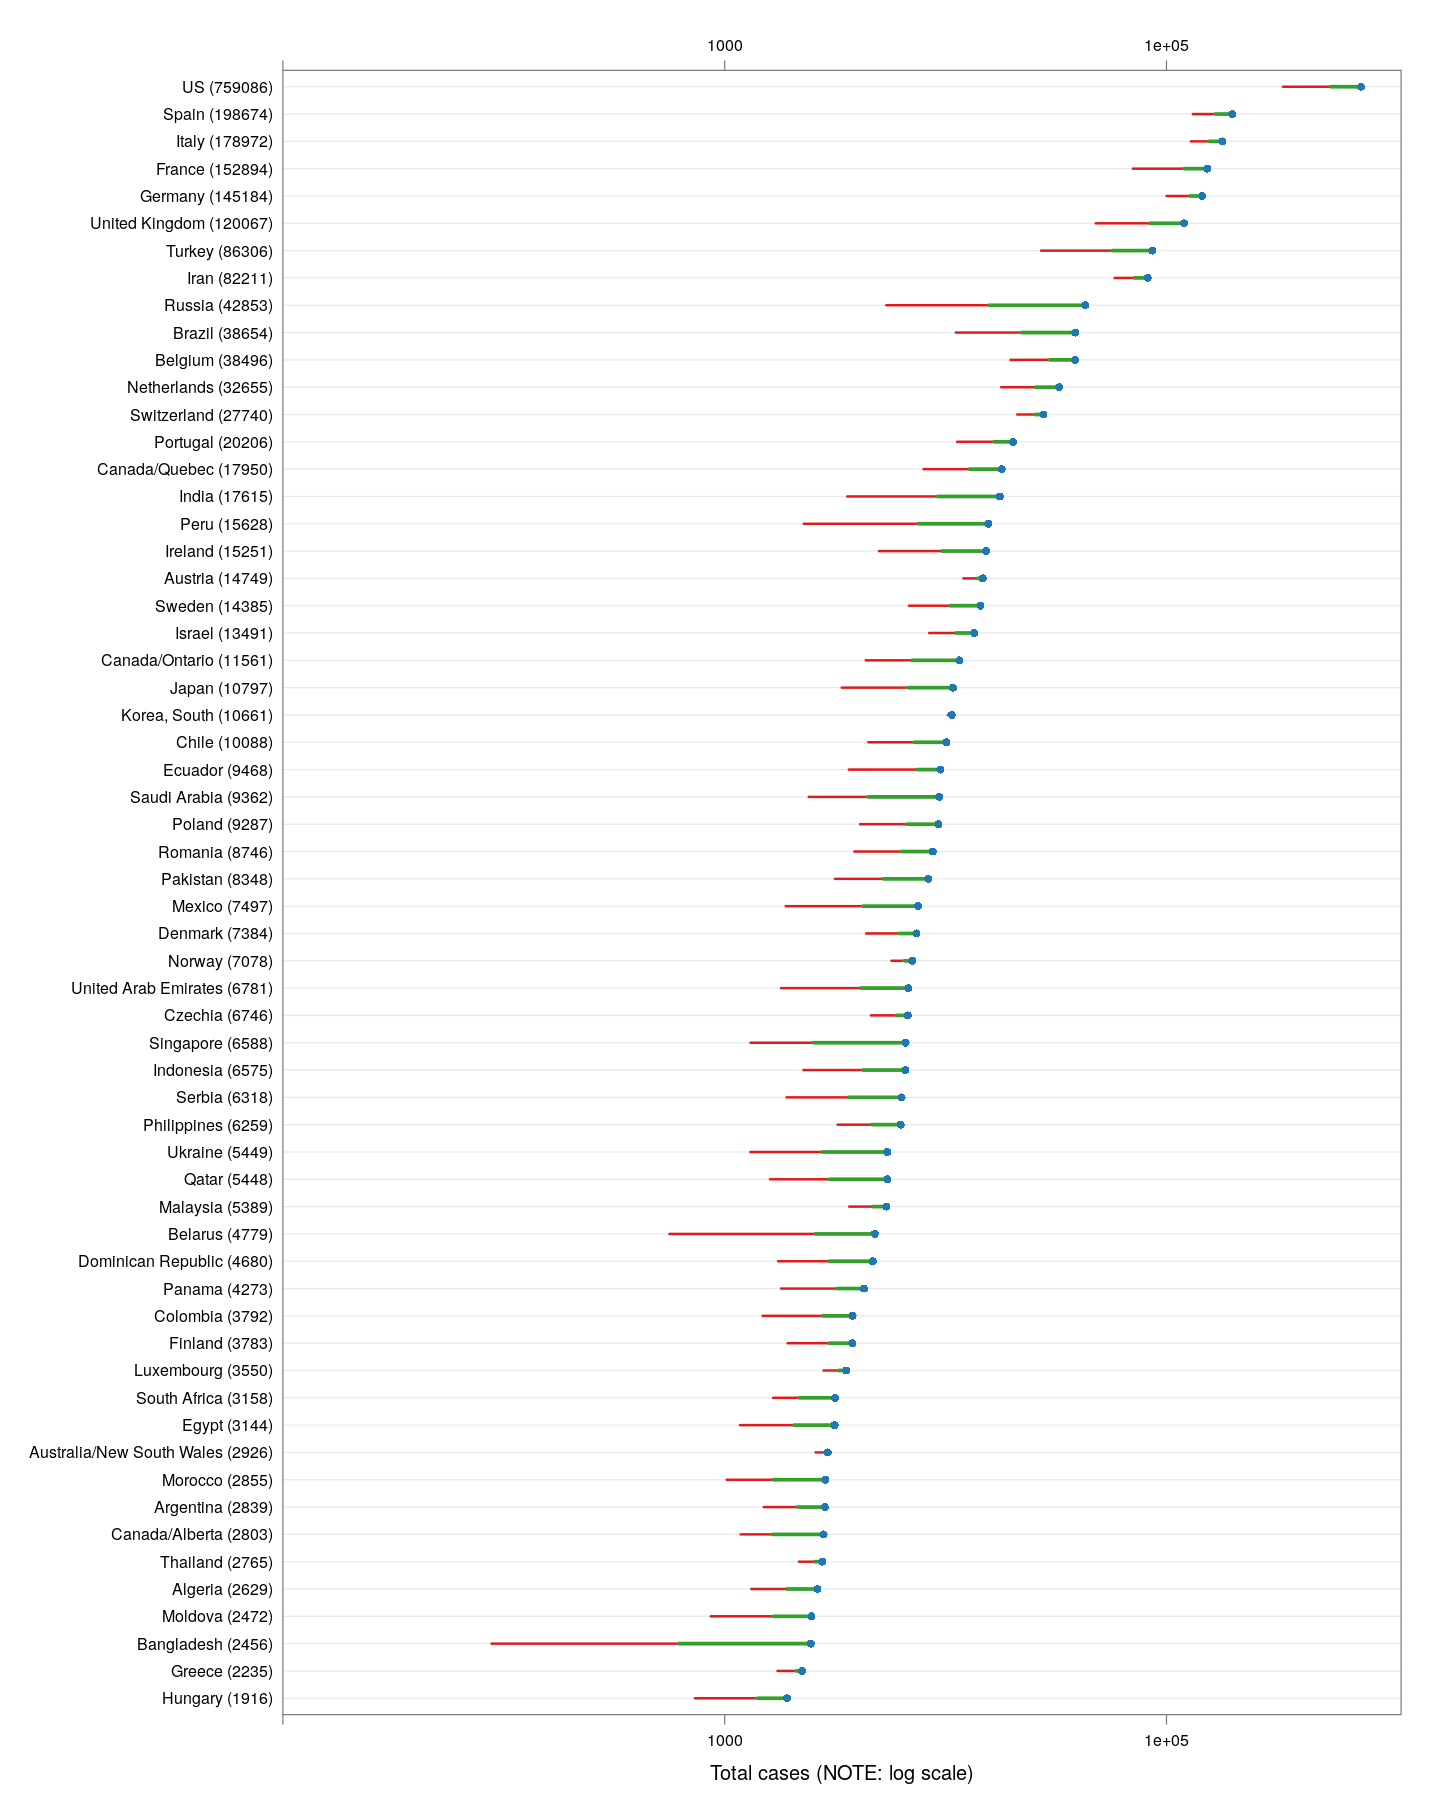 1000 1e+05
US (759086)
Spain (198674)
Italy (178972)
France (152894)
Germany (145184)
United Kingdom (120067)
Turkey (86306)
Iran (82211)
Russia (42853)
Brazil (38654)
Belgium (38496)
Netherlands (32655)
Switzerland (27740)
Portugal (20206)
Canada/Quebec (17950)
India (17615)
Peru (15628)
Ireland (15251)
Austria (14749)
Sweden (14385)
Israel (13491)
Canada/Ontario (11561)
Japan (10797)
Korea, South (10661)
Chile (10088)
Ecuador (9468)
Saudi Arabia (9362)
Poland (9287)
Romania (8746)
Pakistan (8348)
Mexico (7497)
Denmark (7384)
Norway (7078)
United Arab Emirates (6781)
Czechia (6746)
Singapore (6588)
Indonesia (6575)
Serbia (6318)
Philippines (6259)
Ukraine (5449)
Qatar (5448)
Malaysia (5389)
Belarus (4779)
Dominican Republic (4680)
Panama (4273)
Colombia (3792)
Finland (3783)
Luxembourg (3550)
South Africa (3158)
Egypt (3144)
Australia/New South Wales (2926)
Morocco (2855)
Argentina (2839)
Canada/Alberta (2803)
Thailand (2765)
Algeria (2629)
Moldova (2472)
Bangladesh (2456)
Greece (2235)
Hungary (1916)
1000 1e+05
Total cases (NOTE: log scale)